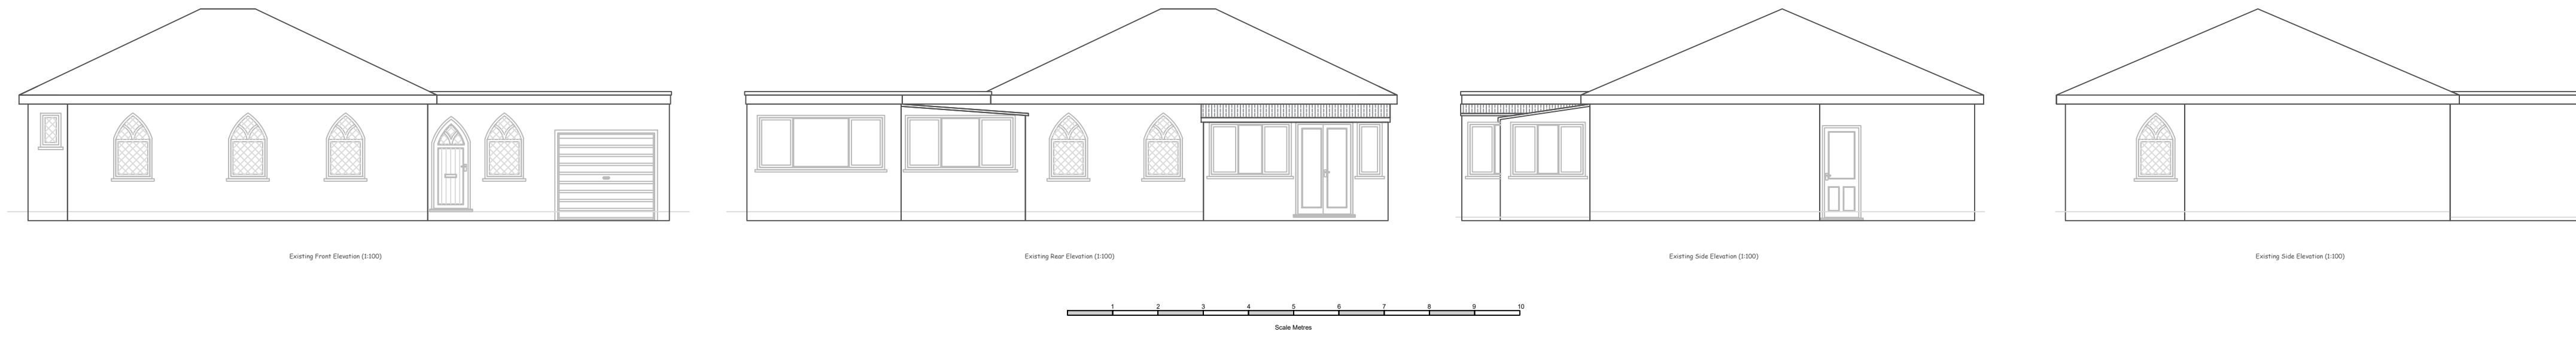 Existing Front Elevation (1:100)
Existing Rear Elevation (1:100)
Existing Side Elevation (1:100)
Existing Side Elevation (1:100)
1 2 3 4 5 6 7 8 9 10
Scale Metres